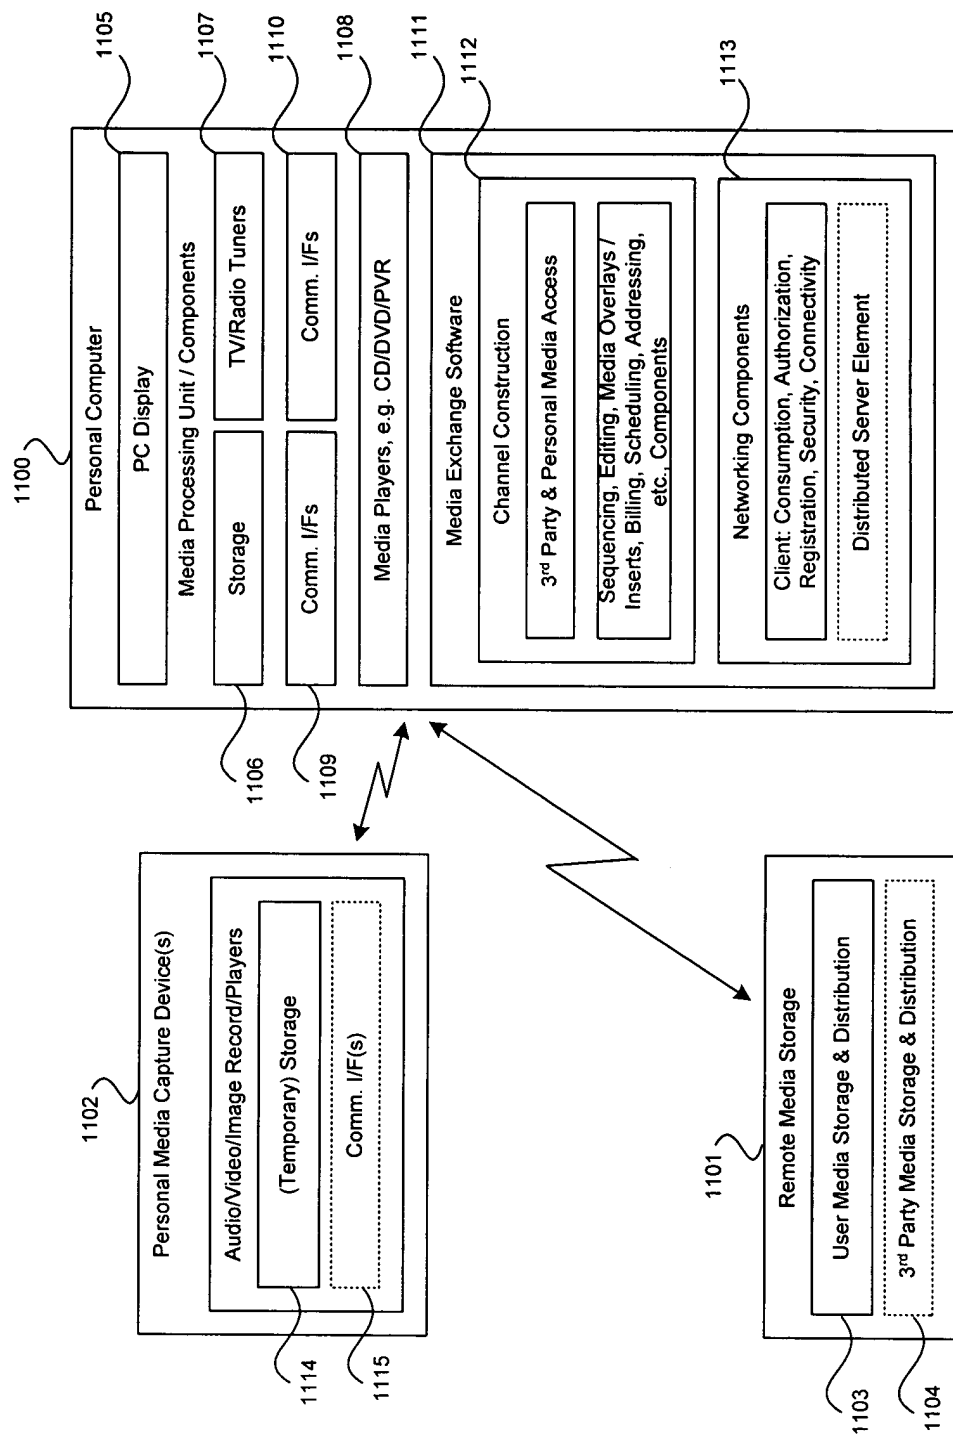 1100
Personal Computer
PC Display
1105
Media Processing Unit / Components
Storage
1106
TV/Radio Tuners
1107
Comm. I/Fs
1109
Comm. I/Fs
1110
Media Players, e.g. CD/DVD/PVR
1108
Media Exchange Software
1111
Channel Construction
1112
3rd Party & Personal Media Access
Sequencing, Editing, Media Overlays /
Inserts, Billing, Scheduling, Addressing,
etc., Components
Networking Components
1113
Client: Consumption, Authorization,
Registration, Security, Connectivity
Distributed Server Element
1102
Personal Media Capture Device(s)
Audio/Video/Image Record/Players
(Temporary) Storage
1114
Comm. I/F(s)
1115
1101
Remote Media Storage
User Media Storage & Distribution
1103
3rd Party Media Storage & Distribution
1104